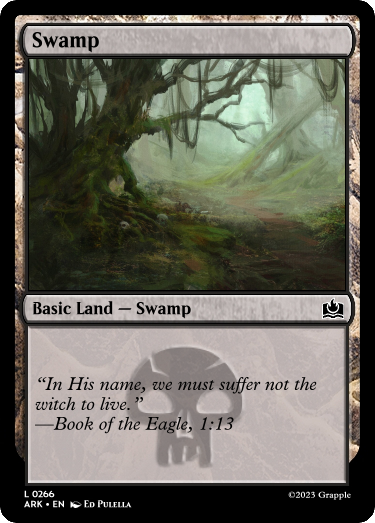 Swamp
Basic Land — Swamp
“In His name, we must suffer not the
witch to live.”
—Book of the Eagle, 1:13
L 0266
ARK • EN Ed Pulella
©2023 Grapple